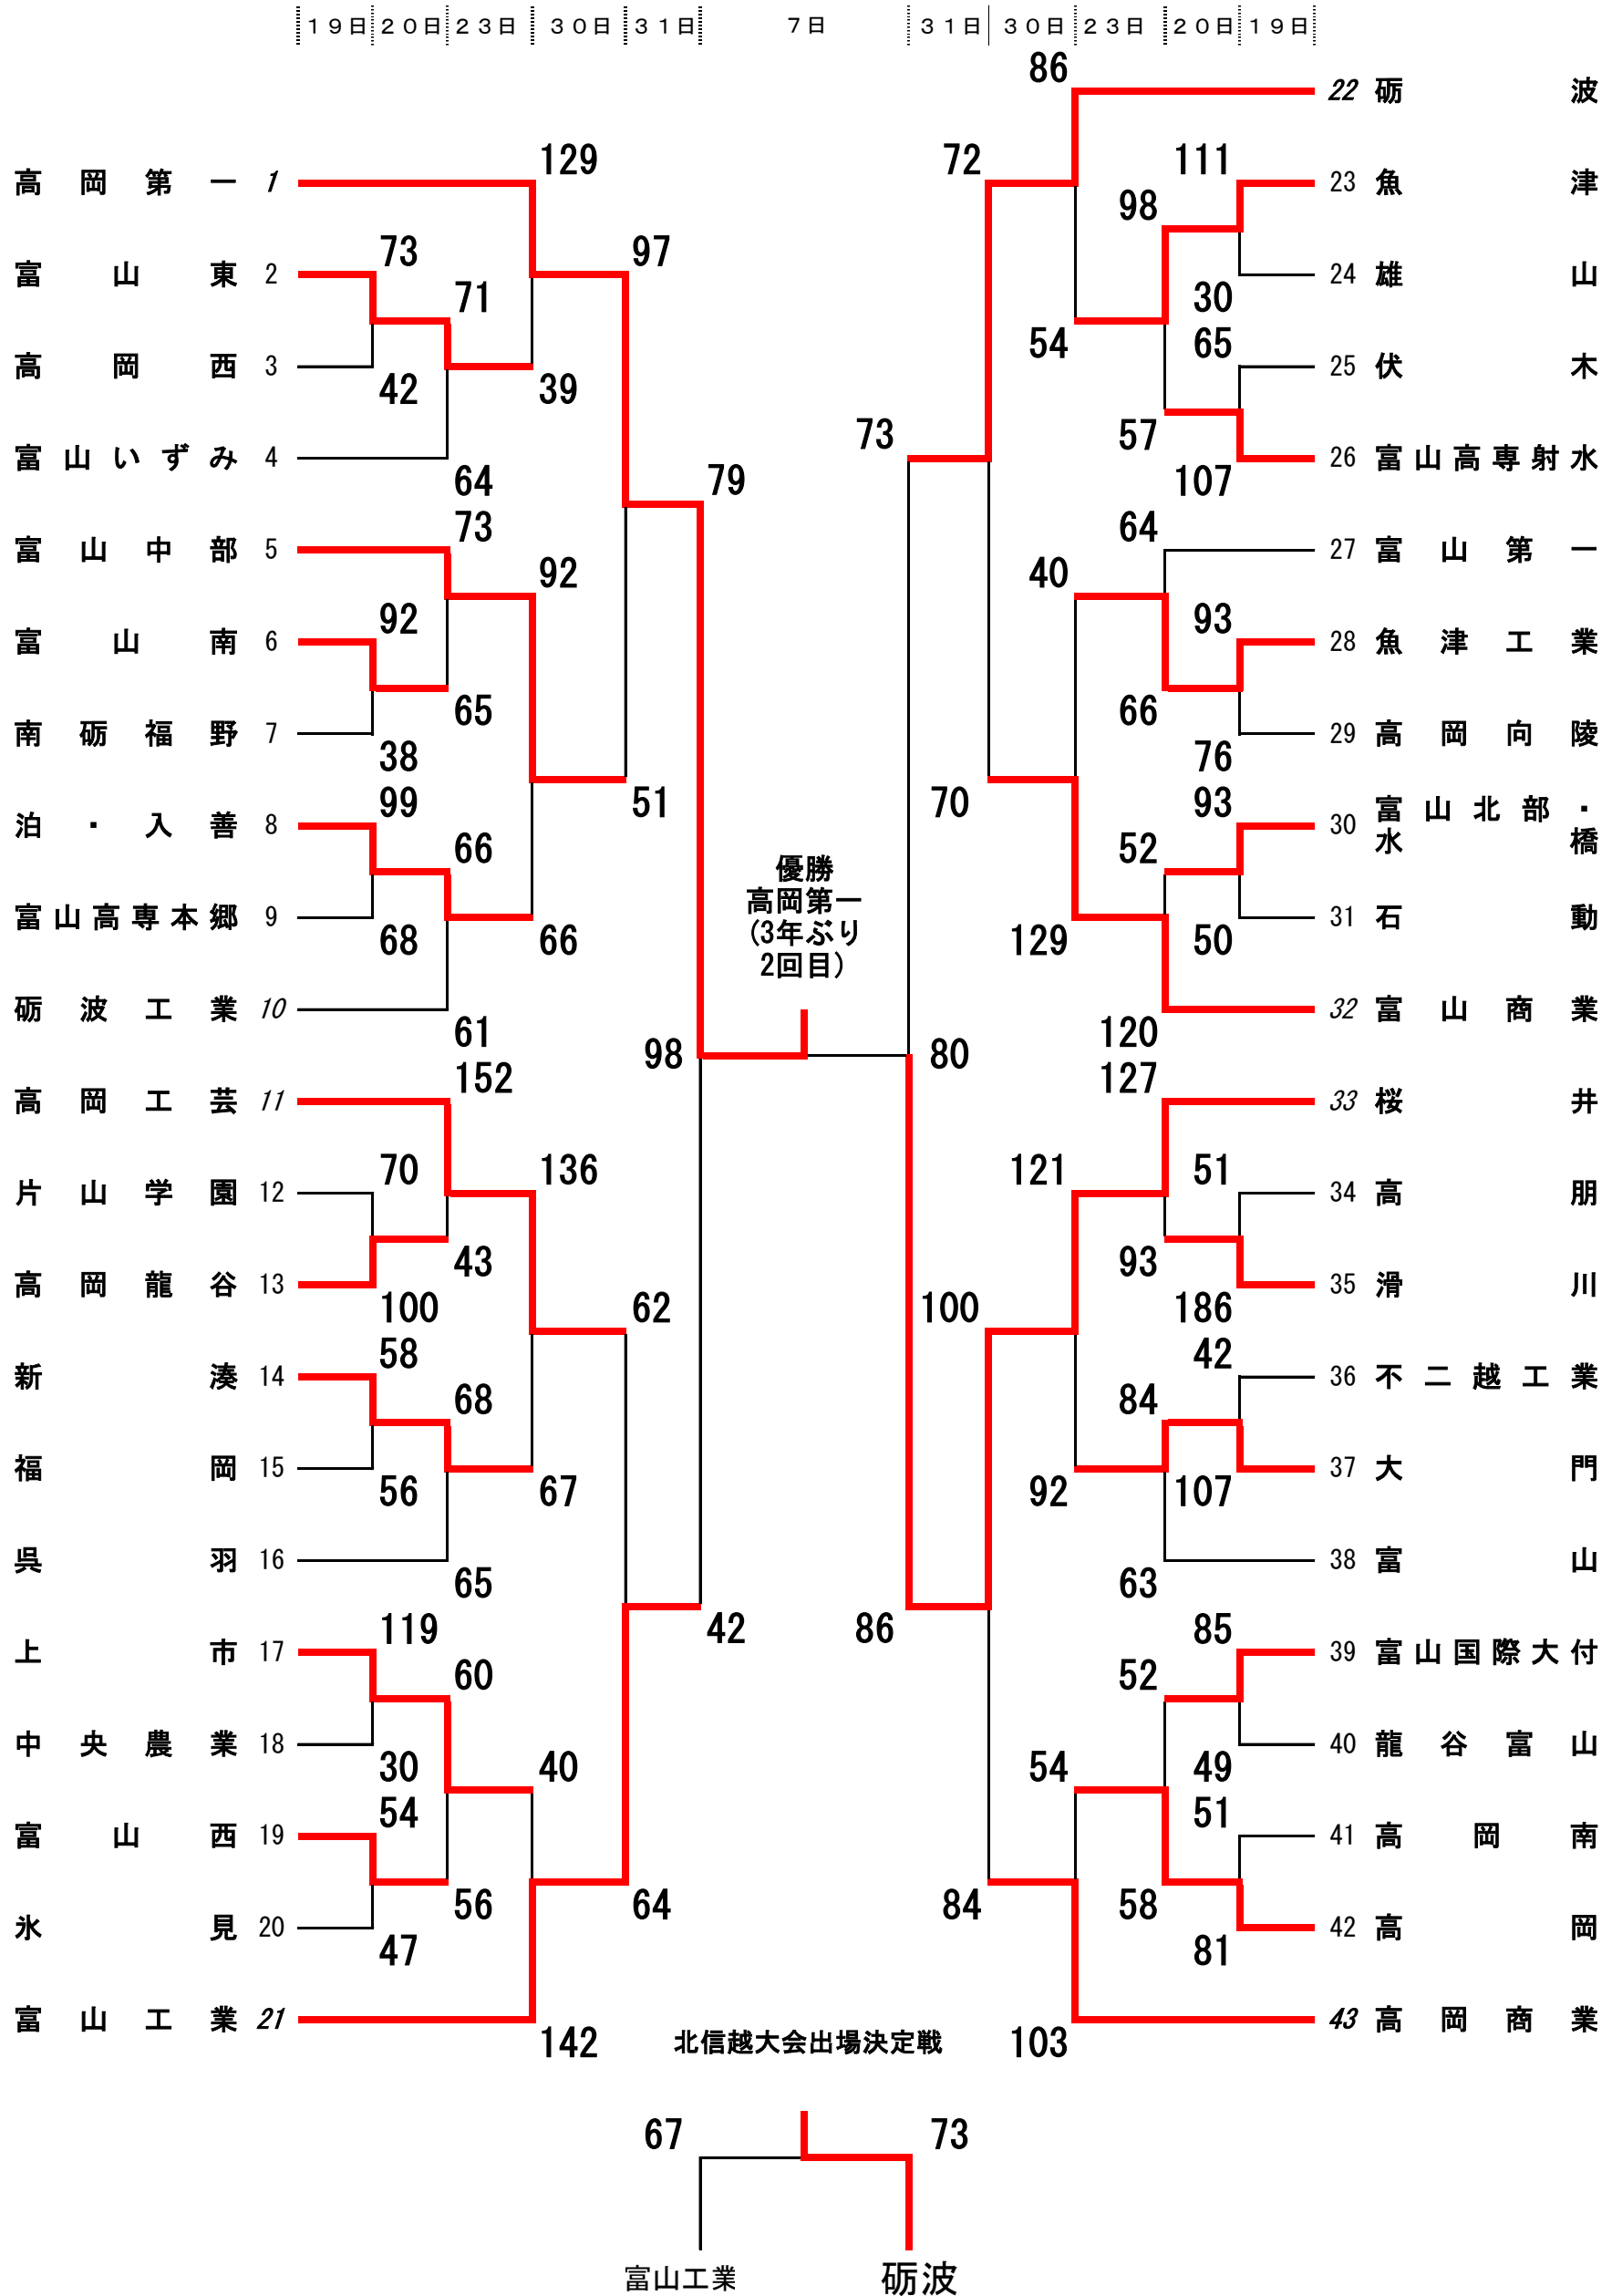 19日 20日 23日 30日 31日 7日 31日 30日 23日 20日 19日
86
22 砺波
129 72 111
高岡第一 1
23 魚津
98
73 97
富山東 2
24 雄山
71 30
54 65
高岡西 3
25 伏木
42 39
73 57
富山いずみ 4
26 富山高専射水
64 79 107
73 64
富山中部 5
27 富山第一
92 40
92 93
富山南 6
28 魚津工業
65 66
南砺福野 7
29 高岡向陵
38 76
99 51 70 93
泊・入善 8
30 富山北部・水橋
66 52
優勝
高岡第一
(3年ぶり
2回目)
富山高専本郷 9
31 石動
68 66 129 50
砺波工業 10
32 富山商業
61 120
98 80
152 127
高岡工芸 11
33 桜井
70 136 121 51
片山学園 12
34 高朋
43 93
高岡龍谷 13
35 滑川
100 62 100 186
58 42
新湊 14
36 不二越工業
68 84
福岡 15
37 大門
56 67 92 107
呉羽 16
38 富山
65 63
119 42 86 85
上市 17
39 富山国際大付
60 52
中央農業 18
40 龍谷富山
30 40 54 49
54 51
富山西 19
41 高岡南
56 64 84 58
氷見 20
42 高岡
47 81
富山工業 21
43 高岡商業
142 103
北信越大会出場決定戦
67 73
富山工業 砺波